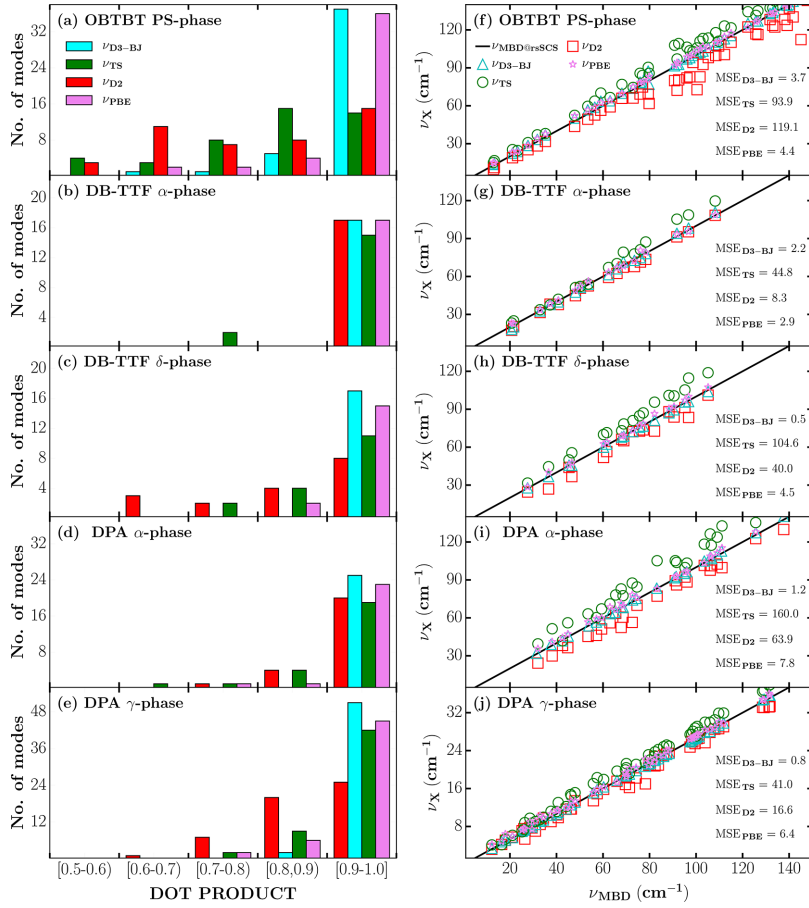 (a) OBTBT PS-phase
ν_D3−BJ
ν_TS
ν_D2
ν_PBE
No. of modes
32
24
16
8
(b) DB-TTF α-phase
No. of modes
20
16
12
8
4
(c) DB-TTF δ-phase
No. of modes
20
16
12
8
4
(d) DPA α-phase
No. of modes
32
24
16
8
(e) DPA γ-phase
No. of modes
48
36
24
12
[0.5-0.6)
[0.6-0.7)
[0.7-0.8)
[0.8,0.9)
[0.9-1.0]
DOT PRODUCT
(f) OBTBT PS-phase
ν_MBD@rsSCS
ν_D3−BJ
ν_TS
ν_D2
ν_PBE
MSE_D3−BJ = 3.7
MSE_TS = 93.9
MSE_D2 = 119.1
MSE_PBE = 4.4
ν_X (cm⁻¹)
120
90
60
30
(g) DB-TTF α-phase
MSE_D3−BJ = 2.2
MSE_TS = 44.8
MSE_D2 = 8.3
MSE_PBE = 2.9
ν_X (cm⁻¹)
120
90
60
30
(h) DB-TTF δ-phase
MSE_D3−BJ = 0.5
MSE_TS = 104.6
MSE_D2 = 40.0
MSE_PBE = 4.5
ν_X (cm⁻¹)
120
90
60
30
(i) DPA α-phase
MSE_D3−BJ = 1.2
MSE_TS = 160.0
MSE_D2 = 63.9
MSE_PBE = 7.8
ν_X (cm⁻¹)
120
90
60
30
(j) DPA γ-phase
MSE_D3−BJ = 0.8
MSE_TS = 41.0
MSE_D2 = 16.6
MSE_PBE = 6.4
ν_X (cm⁻¹)
32
24
16
8
20 40 60 80 100 120 140
ν_MBD (cm⁻¹)